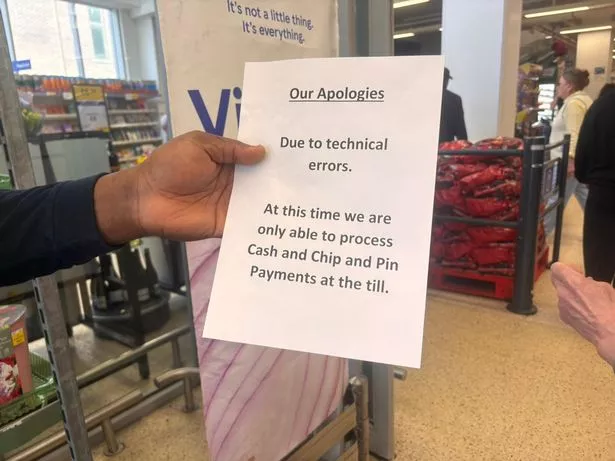 It's not a little thing.
It's everything.
Vi
Our Apologies
Due to technical
errors.
At this time we are
only able to process
Cash and Chip and Pin
Payments at the till.